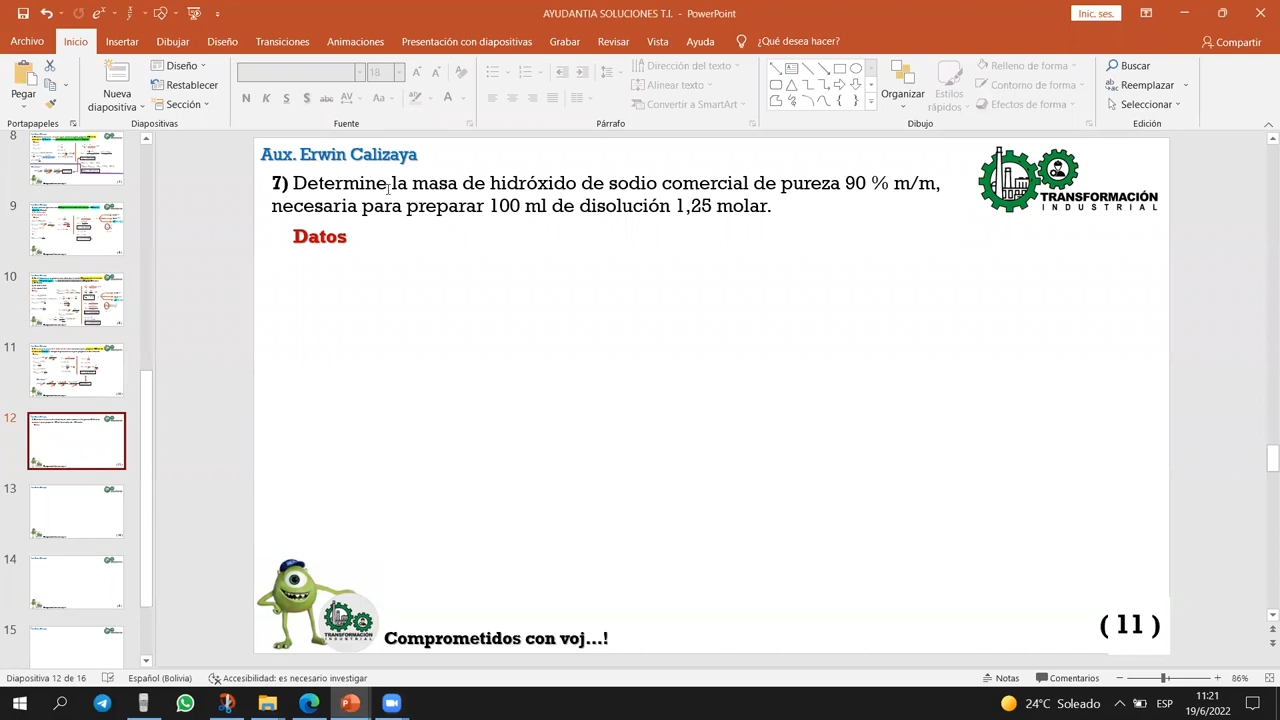 AYUDANTIA SOLUCIONES T.I. - PowerPoint
Inic. ses.
Archivo Inicio Insertar Dibujar Diseño Transiciones Animaciones Presentación con diapositivas Grabar Revisar Vista Ayuda ¿Qué desea hacer? Compartir
Pegar
Nueva diapositiva
Diseño
Restablecer
Sección
18
N K S S abc AV Aa A
Dirección del texto
Alinear texto
Convertir a SmartArt
Organizar
Estilos rápidos
Relleno de forma
Contorno de forma
Efectos de forma
Buscar
Reemplazar
Seleccionar
Portapapeles Diapositivas Fuente Párrafo Dibujo Edición
8
9
10
11
12
13
14
15
Aux. Erwin Calizaya
7) Determine la masa de hidróxido de sodio comercial de pureza 90 % m/m,
necesaria para preparar 100 ml de disolución 1,25 molar.
Datos
TRANSFORMACIÓN
INDUSTRIAL
TRANSFORMACIÓN
INDUSTRIAL
Comprometidos con voj...!
( 11 )
Diapositiva 12 de 16 Español (Bolivia) Accesibilidad: es necesario investigar Notas Comentarios 86%
24°C Soleado ESP 11:21
19/6/2022